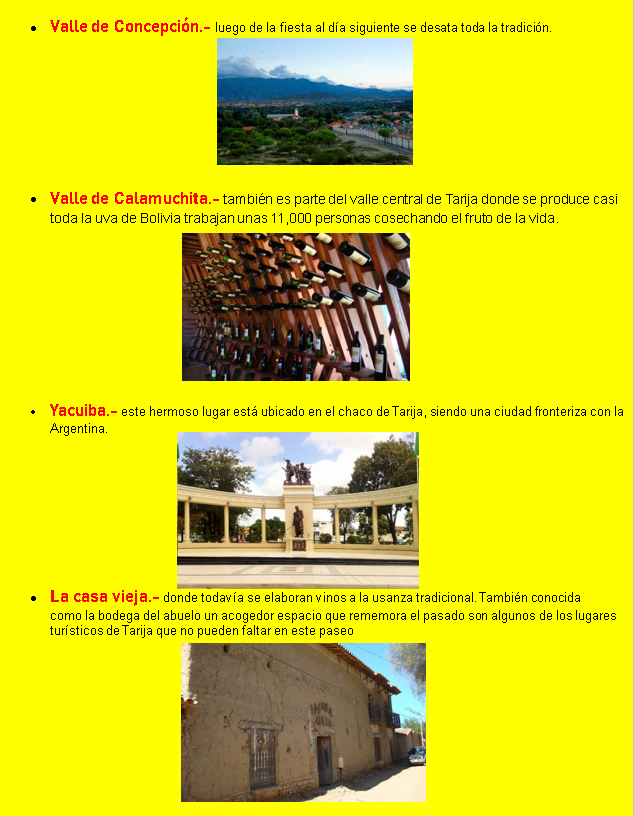 • Valle de Concepción.- luego de la fiesta al día siguiente se desata toda la tradición.
• Valle de Calamuchita.- también es parte del valle central de Tarija donde se produce casi
toda la uva de Bolivia trabajan unas 11,000 personas cosechando el fruto de la vida.
• Yacuiba.- este hermoso lugar está ubicado en el chaco de Tarija, siendo una ciudad fronteriza con la
Argentina.
• La casa vieja.- donde todavía se elaboran vinos a la usanza tradicional. También conocida
como la bodega del abuelo un acogedor espacio que rememora el pasado son algunos de los lugares
turísticos de Tarija que no pueden faltar en este paseo